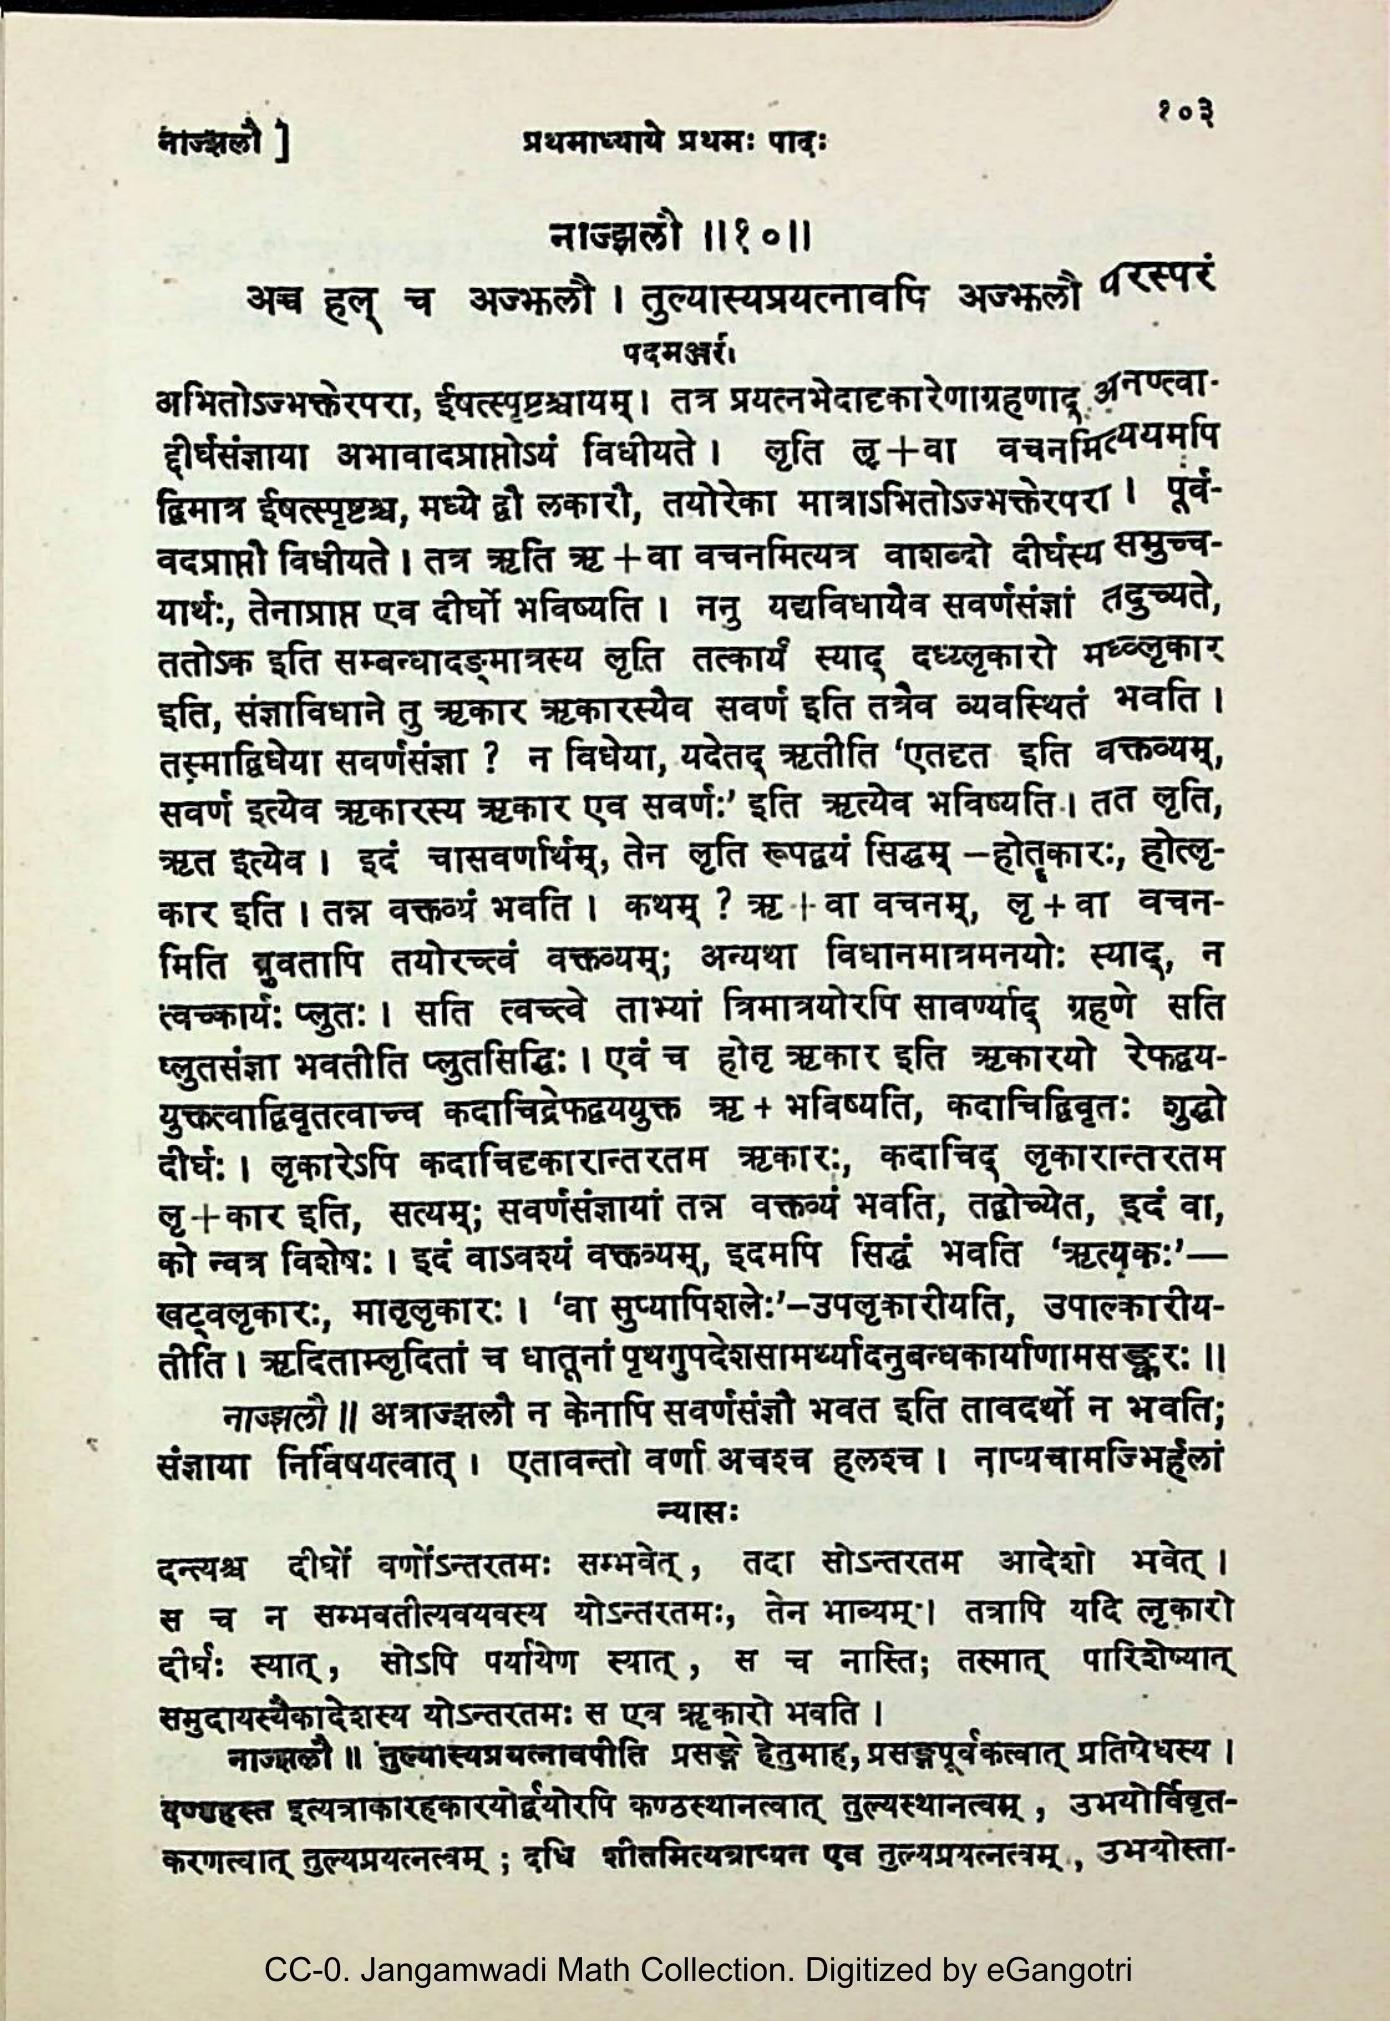 १०३
नाज्झलौ ]	प्रथमाध्याये प्रथमः पादः
नाज्झलौ ॥१०॥
अच्च हल् च अज्झलौ । तुल्यास्यप्रयत्नावपि अज्झलौ परस्परं
पदमञ्जरी
अभितोऽज्भक्तेरपरा, ईषत्स्पृष्टश्चायम् । तत्र प्रयत्नभेदादृकारेणाग्रहणाद् अनण्त्वा-
द्दीर्घसंज्ञाया अभावादप्राप्तोऽयं विधीयते । लृति लृ+वा वचनमित्ययमपि
द्विमात्र ईषत्स्पृष्टश्च, मध्ये द्वौ लकारौ, तयोरेका मात्राऽभितोऽज्भक्तेरपरा । पूर्व-
वदप्राप्तो विधीयते । तत्र ऋति ऋ+वा वचनमित्यत्र वाशब्दो दीर्घस्य समुच्च-
यार्थः, तेनाप्राप्त एव दीर्घो भविष्यति । ननु यद्यविधायैव सवर्णसंज्ञां तदुच्यते,
ततोऽक इति सम्बन्धादङ्मात्रस्य लृति तत्कार्यं स्याद् दध्य्लृकारो मध्व्लृकार
इति, संज्ञाविधाने तु ऋकार ऋकारस्यैव सवर्ण इति तत्रैव व्यवस्थितं भवति ।
तस्माद्विधेया सवर्णसंज्ञा ? न विधेया, यदेतद् ऋतीति ‘एतदृत इति वक्तव्यम्,
सवर्ण इत्येव ऋकारस्य ऋकार एव सवर्णः’ इति ऋत्येव भविष्यति । तत लृति,
ऋत इत्येव । इदं चासवर्णार्थम्, तेन लृति रूपद्वयं सिद्धम् –होतॄकारः, होत्लृ-
कार इति । तन्न वक्तव्यं भवति । कथम् ? ऋ+वा वचनम्, लृ+वा वचन-
मिति ब्रुवतापि तयोरच्त्वं वक्तव्यम्; अन्यथा विधानमात्रमनयोः स्याद्, न
त्वच्कार्यः प्लुतः । सति त्वच्त्वे ताभ्यां त्रिमात्रयोरपि सावर्ण्याद् ग्रहणे सति
प्लुतसंज्ञा भवतीति प्लुतसिद्धिः । एवं च होतृ ऋकार इति ऋकारयो रेफद्वय-
युक्तत्वाद्विवृतत्वाच्च कदाचिद्रेफद्वययुक्त ऋ+ भविष्यति, कदाचिद्विवृतः शुद्धो
दीर्घः । लृकारेऽपि कदाचिदृकारान्तरतम ऋकारः, कदाचिद् लृकारान्तरतम
लृ+कार इति, सत्यम्; सवर्णसंज्ञायां तन्न वक्तव्यं भवति, तद्वोच्येत, इदं वा,
को न्वत्र विशेषः । इदं वाऽवश्यं वक्तव्यम्, इदमपि सिद्धं भवति ‘ऋत्यकः’—
खट्वलृकारः, मातृलृकारः । ‘वा सुप्यापिशलेः’–उपलृकारीयति, उपाल्कारीय-
तीति । ऋदिताम्लृदितां च धातूनां पृथगुपदेशसामर्थ्यादनुबन्धकार्याणामसङ्करः ॥
नाज्झलौ ॥ अत्राज्झलौ न केनापि सवर्णसंज्ञौ भवत इति तावदर्थो न भवति;
संज्ञाया निर्विषयत्वात् । एतावन्तो वर्णा अचश्च हलश्च । नाप्यचामज्भिर्हलां
न्यासः
दन्त्यश्च दीर्घो वर्णोऽन्तरतमः सम्भवेत्, तदा सोऽन्तरतम आदेशो भवेत् ।
स च न सम्भवतीत्यवयवस्य योऽन्तरतमः, तेन भाव्यम् । तत्रापि यदि लृकारो
दीर्घः स्यात्, सोऽपि पर्यायेण स्यात्, स च नास्ति; तस्मात् पारिशेष्यात्
समुदायस्यैकादेशस्य योऽन्तरतमः स एव ऋकारो भवति ।
नाज्झलौ ॥ तुल्यास्यप्रयत्नावपीति प्रसङ्गे हेतुमाह, प्रसङ्गपूर्वकत्वात् प्रतिषेधस्य ।
दण्डहस्त इत्यत्राकारहकारयोर्द्वयोरपि कण्ठस्थानत्वात् तुल्यस्थानत्वम्, उभयोर्विवृत-
करणत्वात् तुल्यप्रयत्नत्वम् ; दधि शीतमित्यत्राप्यत एव तुल्यप्रयत्नत्वम्, उभयोस्ता-
CC-0. Jangamwadi Math Collection. Digitized by eGangotri